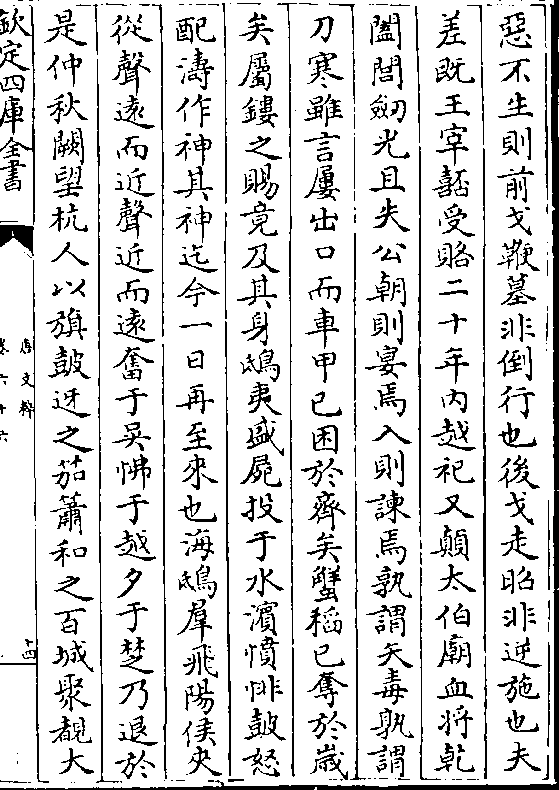 惡不生則前戈鞭墓非倒行也後戈走昭非逆施也夫
差既王宰嚭受賂二十年内越祀又顛太伯廟血將乾
闔閭劒光且失公朝則宴焉入則諫焉孰謂矢毒孰謂
刀寒雖言屢出口而車甲已困於齊矣蟹稻已奪於嵗
矣屬鏤之賜竟及其身鴟夷盛屍投于水濱憤悱鼓怒
配濤作神其神迄今一日再至來也海鴟羣飛陽侯夾
從聲遠而近聲近而遠奮于吳怫于越夕于楚乃退於
是仲秋闕望杭人以旗鼓迓之笳簫和之百城聚觀大
欽定四庫全書
唐文粹
卷六十六
十四